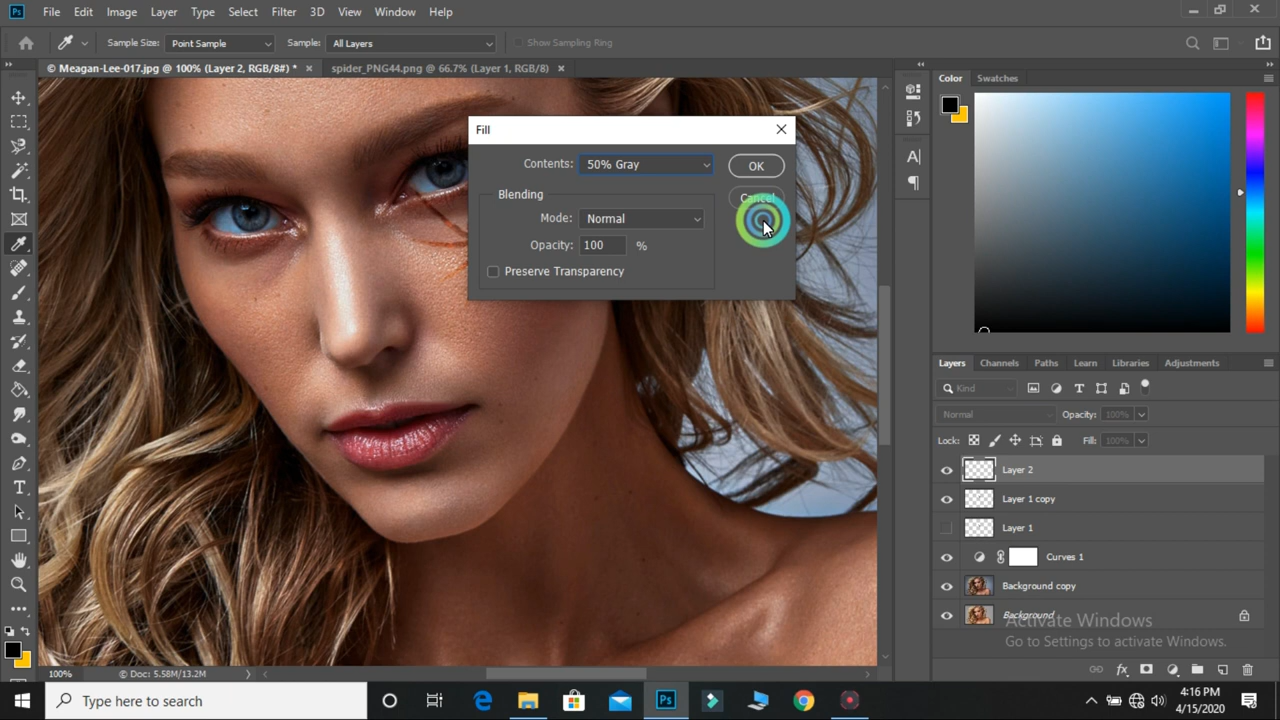 Ps File Edit Image Layer Type Select Filter 3D View Window Help
Sample Size: Point Sample Sample: All Layers Show Sampling Ring
© Meagan-Lee-017.jpg @ 100% (Layer 2, RGB/8#) * × spider_PNG44.png @ 66.7% (Layer 1, RGB/8) ×
Color Swatches
Fill
Contents: 50% Gray OK
Blending Cancel
Mode: Normal
Opacity: 100 %
Preserve Transparency
Layers Channels Paths Learn Libraries Adjustments
Kind
Normal Opacity: 100%
Lock: Fill: 100%
Layer 2
Layer 1 copy
Layer 1
Curves 1
Background copy
Background
Activate Windows
Go to Settings to activate Windows.
100% © Doc: 5.58M/13.2M
Type here to search
Ps
4:16 PM
4/15/2020